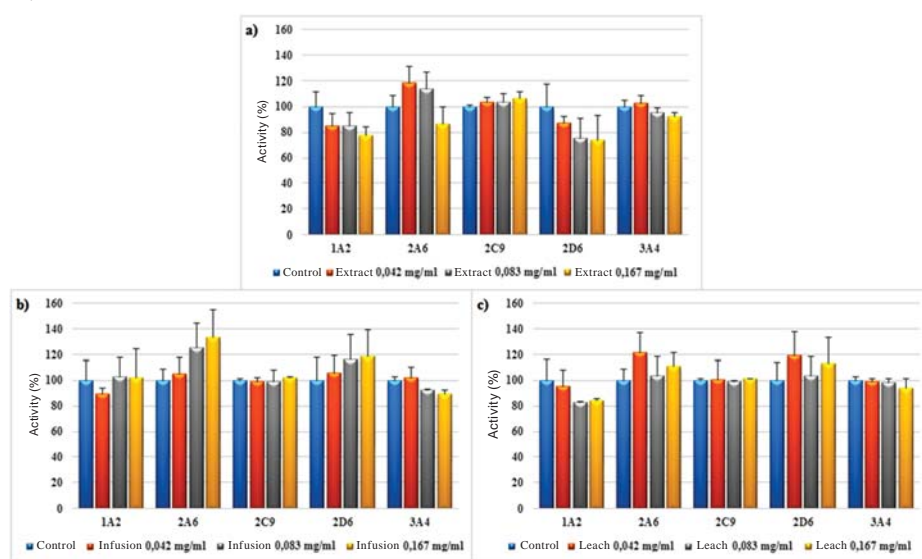 a)
160
140
120
100
80
60
40
20
0
Activity (%)
1A2 2A6 2C9 2D6 3A4
Control Extract 0,042 mg/ml Extract 0,083 mg/ml Extract 0,167 mg/ml
b)
160
140
120
100
80
60
40
20
0
Activity (%)
1A2 2A6 2C9 2D6 3A4
Control Infusion 0,042 mg/ml Infusion 0,083 mg/ml Infusion 0,167 mg/ml
c)
160
140
120
100
80
60
40
20
0
Activity (%)
1A2 2A6 2C9 2D6 3A4
Control Leach 0,042 mg/ml Leach 0,083 mg/ml Leach 0,167 mg/ml